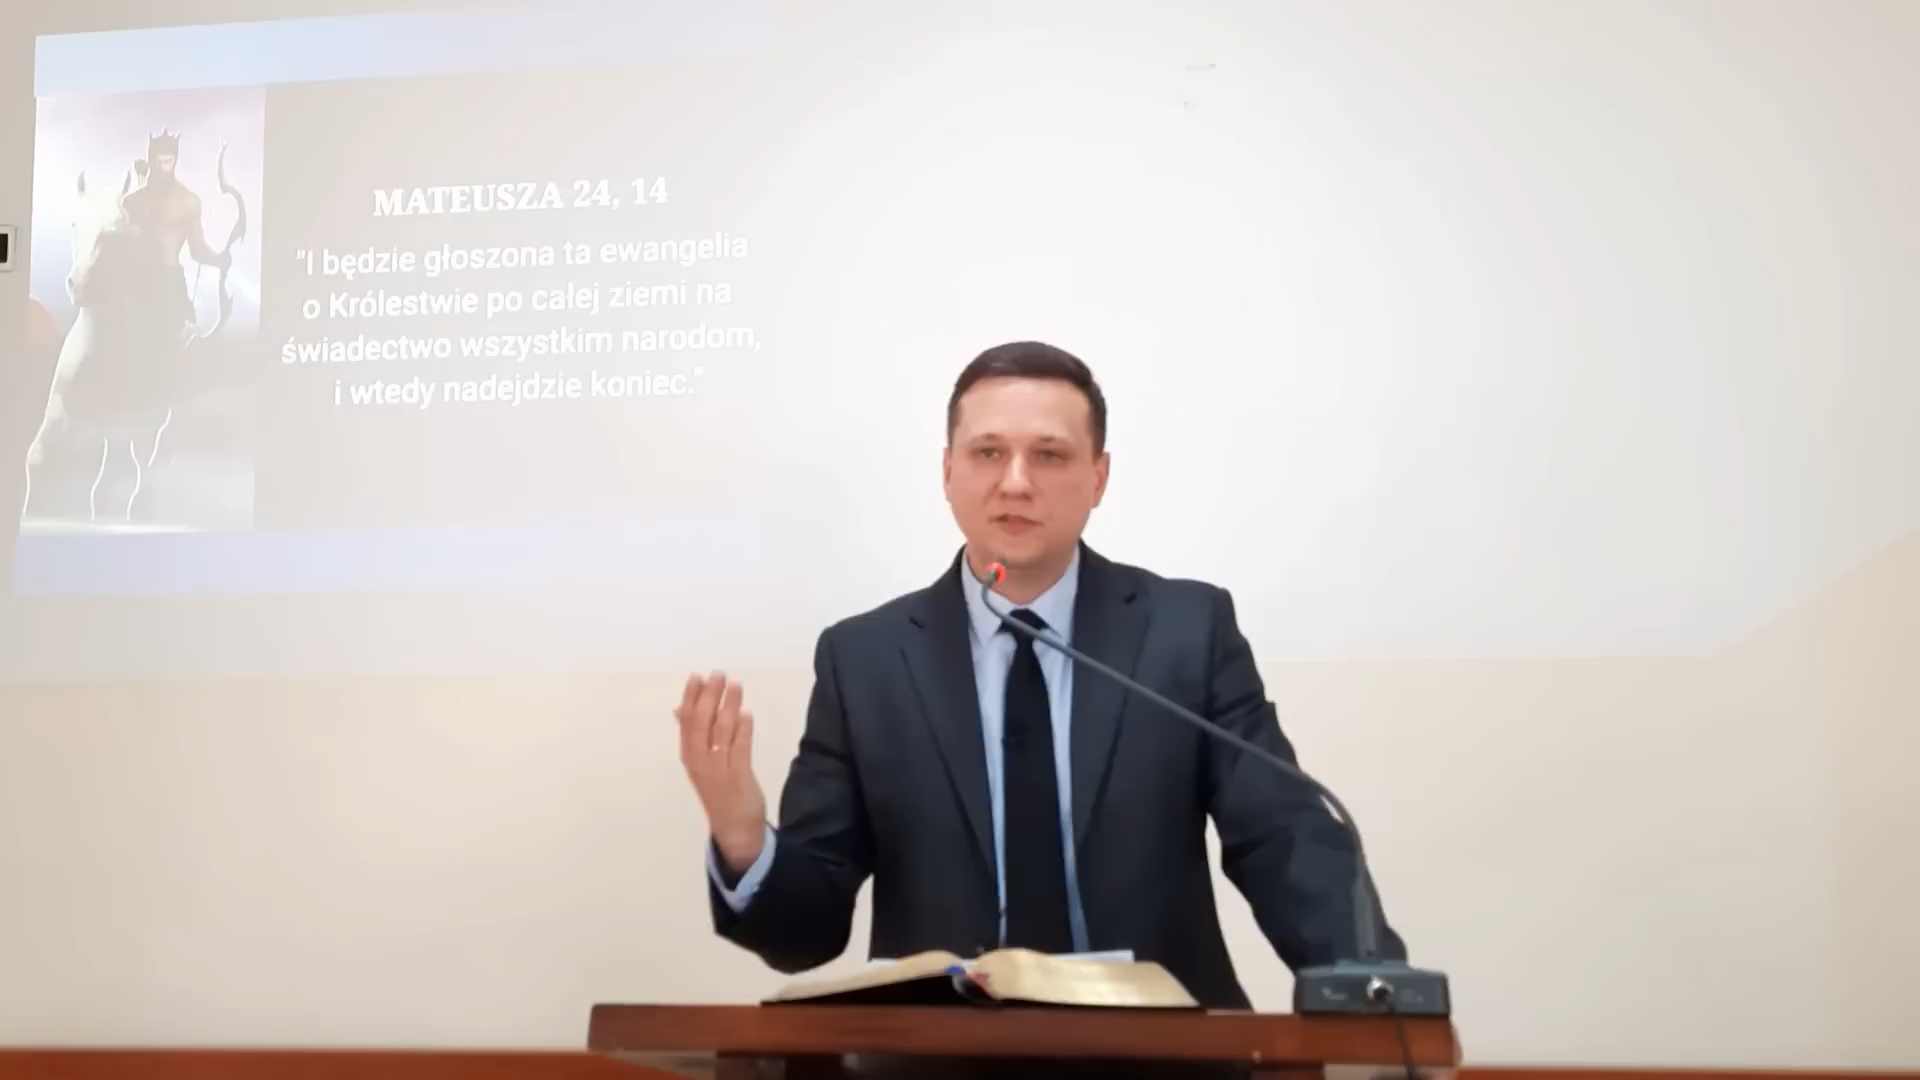 MATEUSZA 24, 14
"I będzie głoszona ta ewangelia
o Królestwie po całej ziemi na
świadectwo wszystkim narodom,
i wtedy nadejdzie koniec."